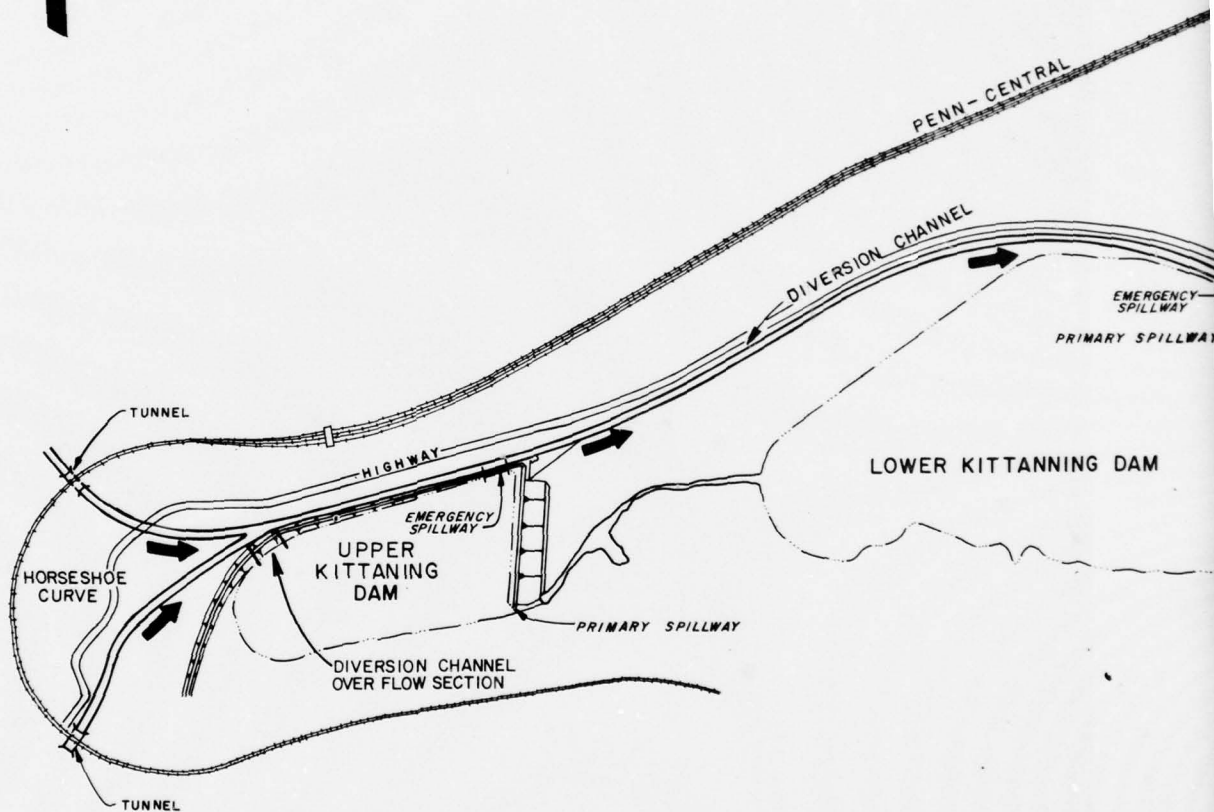 PENN-CENTRAL
DIVERSION CHANNEL
EMERGENCY
SPILLWAY
PRIMARY SPILLWAY
TUNNEL
HIGHWAY
LOWER KITTANNING DAM
EMERGENCY
SPILLWAY
UPPER
KITTANING
DAM
HORSESHOE
CURVE
PRIMARY SPILLWAY
DIVERSION CHANNEL
OVER FLOW SECTION
TUNNEL